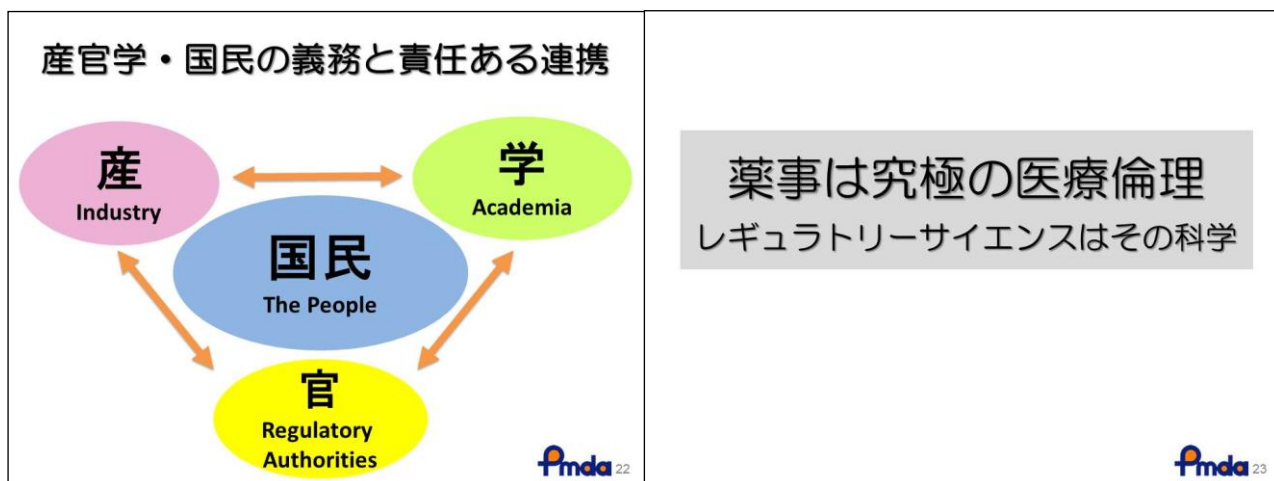 産官学・国民の義務と責任ある連携
産
Industry
学
Academia
国民
The People
官
Regulatory
Authorities
Pmda 22
薬事は究極の医療倫理
レギュラトリーサイエンスはその科学
Pmda 23